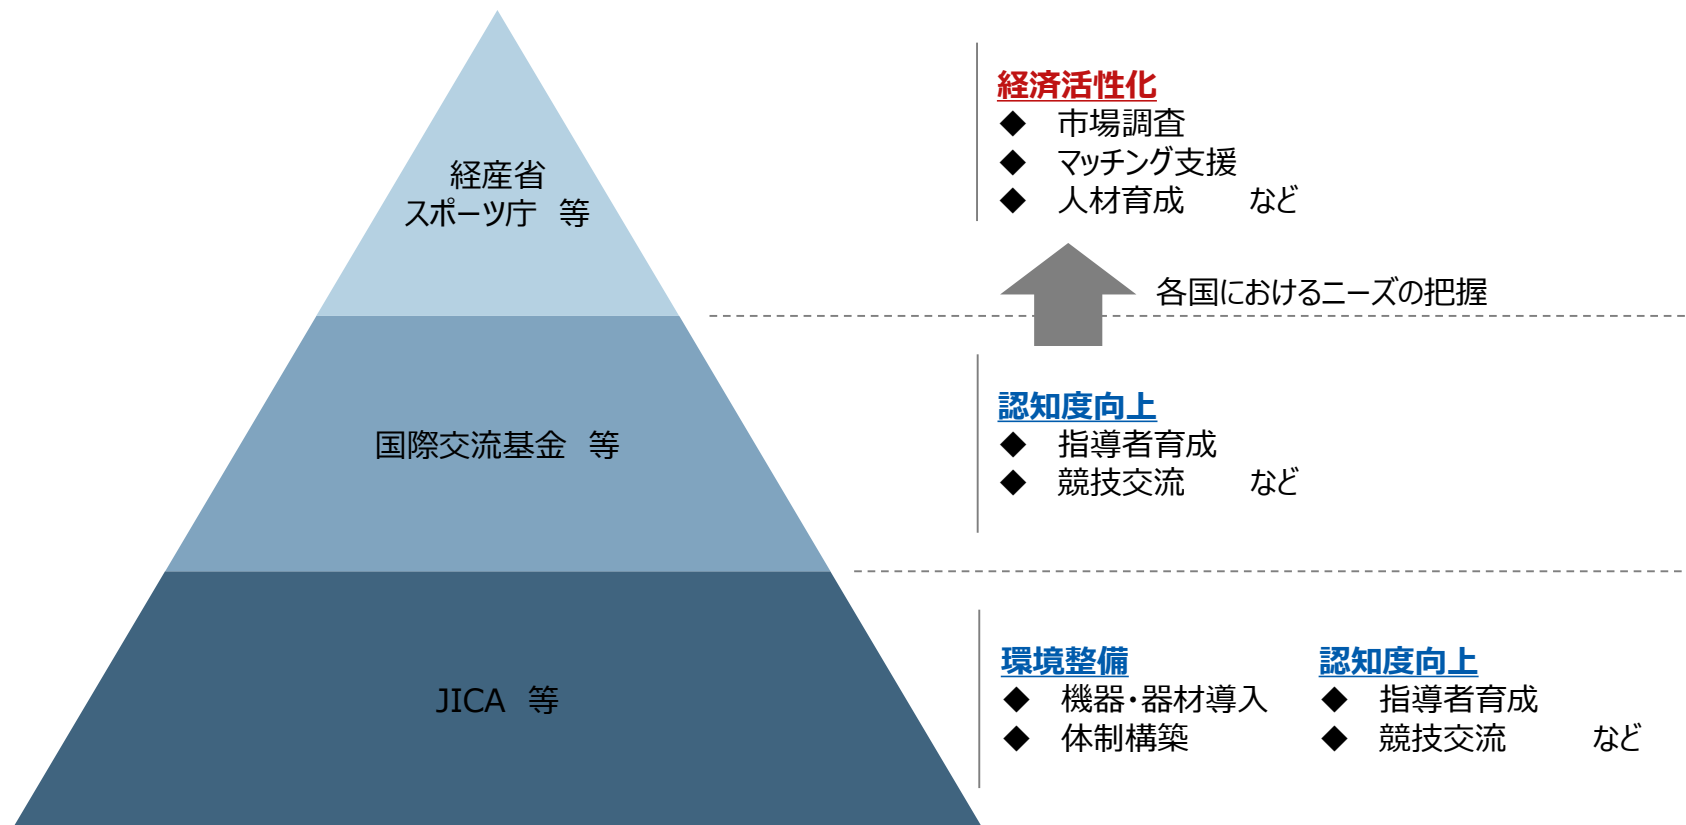 経産省
スポーツ庁　等
経済活性化
◆　市場調査
◆　マッチング支援
◆　人材育成　　など
各国におけるニーズの把握
国際交流基金　等
認知度向上
◆　指導者育成
◆　競技交流　　など
JICA　等
環境整備
◆　機器・器材導入
◆　体制構築
認知度向上
◆　指導者育成
◆　競技交流　　　など